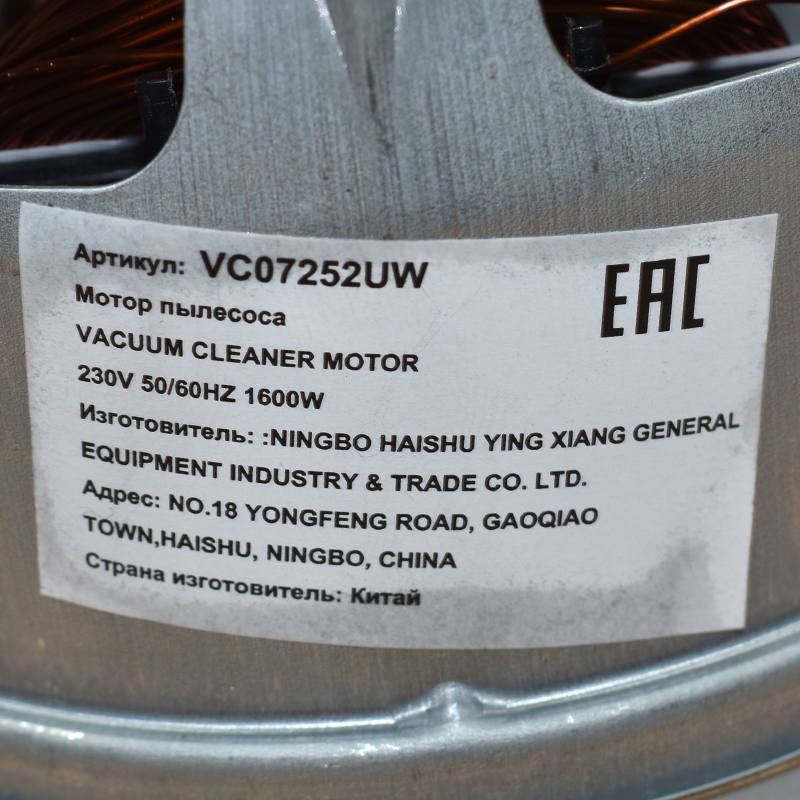 Артикул: VC07252UW
EAC
Мотор пылесоса
VACUUM CLEANER MOTOR
230V 50/60HZ 1600W
Изготовитель: :NINGBO HAISHU YING XIANG GENERAL
EQUIPMENT INDUSTRY & TRADE CO. LTD.
Адрес: NO.18 YONGFENG ROAD, GAOQIAO
TOWN,HAISHU, NINGBO, CHINA
Страна изготовитель: Китай